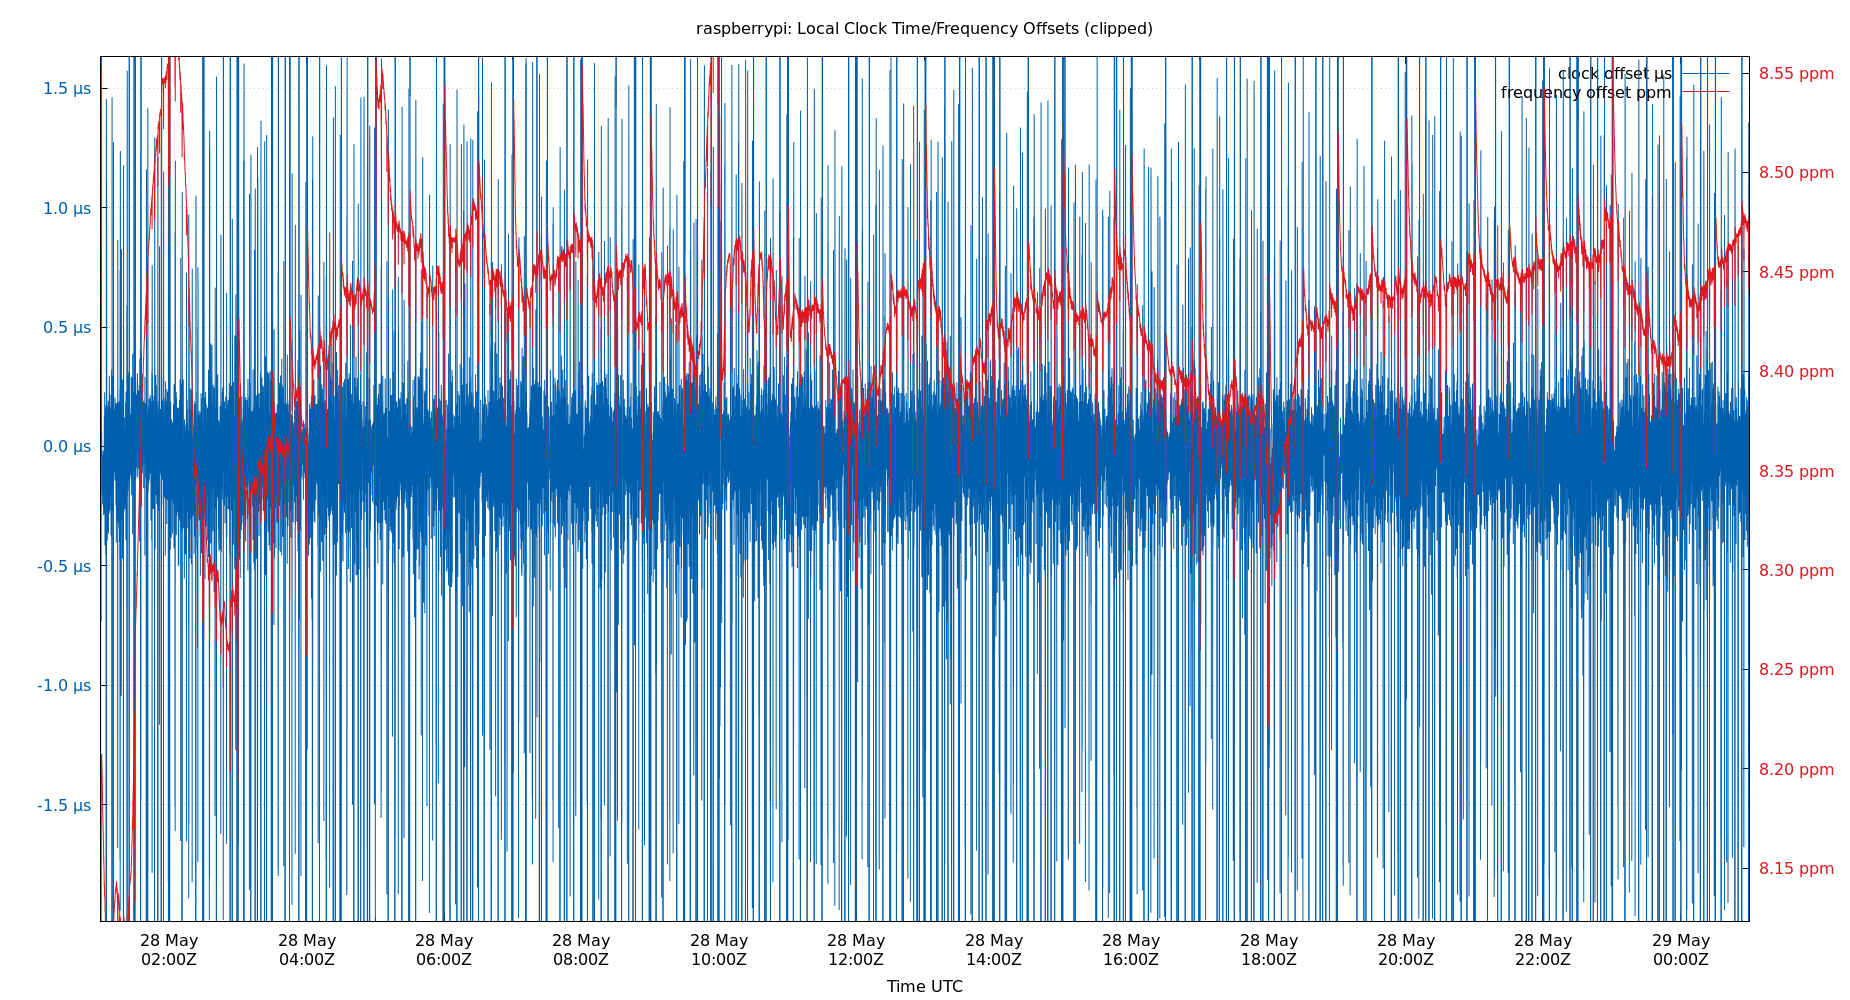 raspberrypi: Local Clock Time/Frequency Offsets (clipped)
clock offset µs
frequency offset ppm
1.5 µs
1.0 µs
0.5 µs
0.0 µs
-0.5 µs
-1.0 µs
-1.5 µs
8.55 ppm
8.50 ppm
8.45 ppm
8.40 ppm
8.35 ppm
8.30 ppm
8.25 ppm
8.20 ppm
8.15 ppm
28 May 28 May 28 May 28 May 28 May 28 May 28 May 28 May 28 May 28 May 28 May 29 May
02:00Z 04:00Z 06:00Z 08:00Z 10:00Z 12:00Z 14:00Z 16:00Z 18:00Z 20:00Z 22:00Z 00:00Z
Time UTC